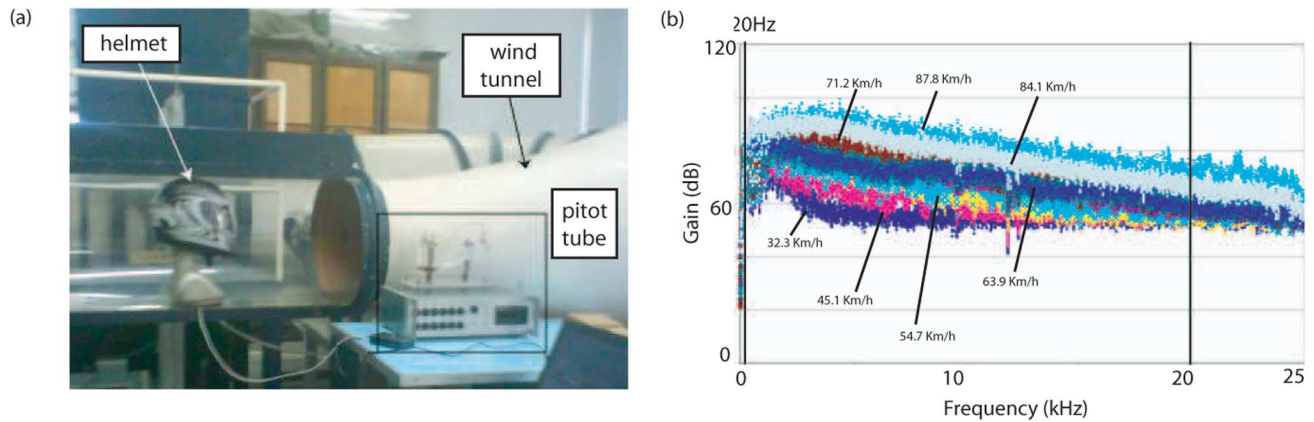 (a)
helmet
wind
tunnel
pitot
tube
(b)
20Hz
120
60
0
Gain (dB)
71.2 Km/h
87.8 Km/h
84.1 Km/h
32.3 Km/h
45.1 Km/h
54.7 Km/h
63.9 Km/h
0
10
20
25
Frequency (kHz)